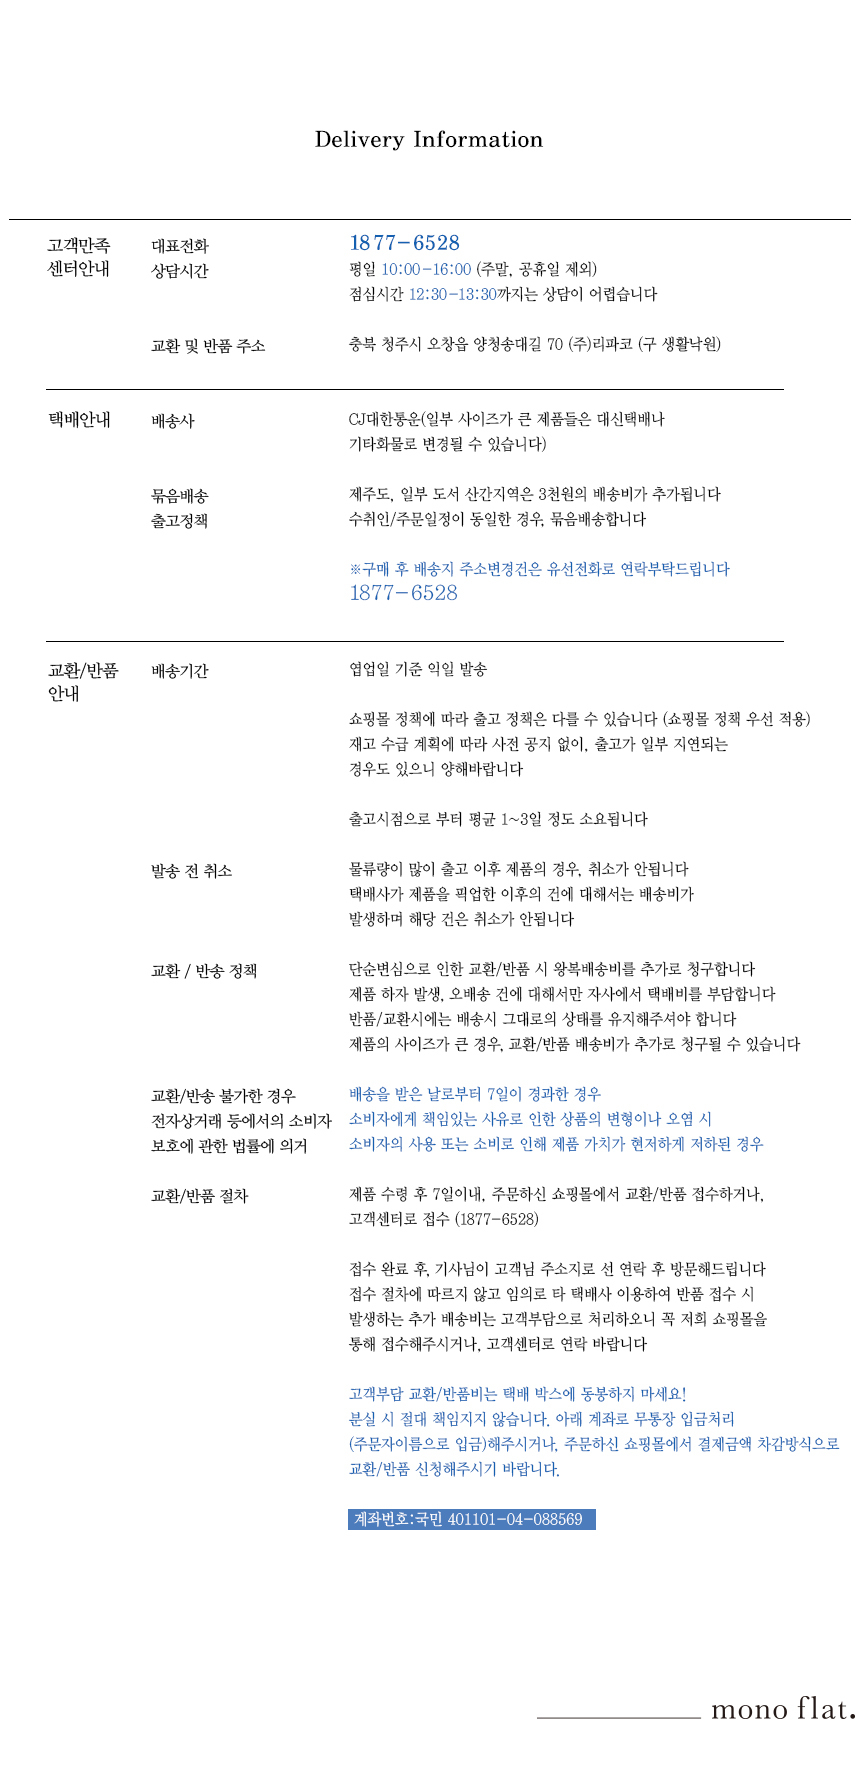 Delivery Information
고객만족
센터안내
대표전화
상담시간
1877-6528
평일 10:00-16:00 (주말, 공휴일 제외)
점심시간 12:30-13:30까지는 상담이 어렵습니다
교환 및 반품 주소
충북 청주시 오창읍 양청송대길 70 (주)리파코 (구 생활낙원)
택배안내
배송사
CJ대한통운(일부 사이즈가 큰 제품들은 대신택배나
기타화물로 변경될 수 있습니다)
묶음배송
출고정책
제주도, 일부 도서 산간지역은 3천원의 배송비가 추가됩니다
수취인/주문일정이 동일한 경우, 묶음배송합니다
※구매 후 배송지 주소변경건은 유선전화로 연락부탁드립니다
1877-6528
교환/반품
안내
배송기간
엽업일 기준 익일 발송
쇼핑몰 정책에 따라 출고 정책은 다를 수 있습니다 (쇼핑몰 정책 우선 적용)
재고 수급 계획에 따라 사전 공지 없이, 출고가 일부 지연되는
경우도 있으니 양해바랍니다
출고시점으로 부터 평균 1~3일 정도 소요됩니다
발송 전 취소
물류량이 많이 출고 이후 제품의 경우, 취소가 안됩니다
택배사가 제품을 픽업한 이후의 건에 대해서는 배송비가
발생하며 해당 건은 취소가 안됩니다
교환 / 반송 정책
단순변심으로 인한 교환/반품 시 왕복배송비를 추가로 청구합니다
제품 하자 발생, 오배송 건에 대해서만 자사에서 택배비를 부담합니다
반품/교환시에는 배송시 그대로의 상태를 유지해주셔야 합니다
제품의 사이즈가 큰 경우, 교환/반품 배송비가 추가로 청구될 수 있습니다
교환/반송 불가한 경우
전자상거래 등에서의 소비자
보호에 관한 법률에 의거
배송을 받은 날로부터 7일이 경과한 경우
소비자에게 책임있는 사유로 인한 상품의 변형이나 오염 시
소비자의 사용 또는 소비로 인해 제품 가치가 현저하게 저하된 경우
교환/반품 절차
제품 수령 후 7일이내, 주문하신 쇼핑몰에서 교환/반품 접수하거나,
고객센터로 접수 (1877-6528)
접수 완료 후, 기사님이 고객님 주소지로 선 연락 후 방문해드립니다
접수 절차에 따르지 않고 임의로 타 택배사 이용하여 반품 접수 시
발생하는 추가 배송비는 고객부담으로 처리하오니 꼭 저희 쇼핑몰을
통해 접수해주시거나, 고객센터로 연락 바랍니다
고객부담 교환/반품비는 택배 박스에 동봉하지 마세요!
분실 시 절대 책임지지 않습니다. 아래 계좌로 무통장 입금처리
(주문자이름으로 입금)해주시거나, 주문하신 쇼핑몰에서 결제금액 차감방식으로
교환/반품 신청해주시기 바랍니다.
계좌번호:국민 401101-04-088569
mono flat.